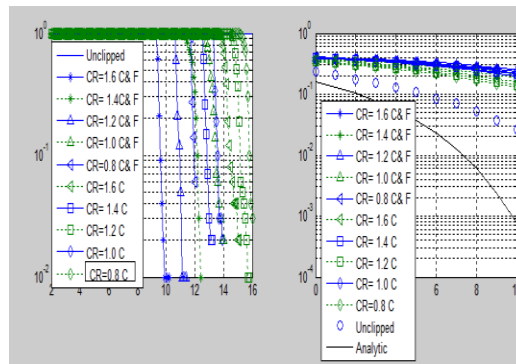 10^0
10^-1
10^-2
2 4 6 8 10 12 14 16
Unclipped
CR=1.6 C& F
CR= 1.4C& F
CR=1.2 C& F
CR=1.0 C& F
CR=0.8 C& F
CR=1.6 C
CR= 1.4 C
CR=1.2 C
CR=1.0 C
CR=0.8 C
10^0
10^-1
10^-2
10^-3
10^-4
0
CR= 1.6 C& F
CR= 1.4 C& F
CR= 1.2 C& F
CR= 1.0 C& F
CR=0.8 C& F
CR= 1.6 C
CR= 1.4 C
CR= 1.2 C
CR= 1.0 C
CR=0.8 C
Unclipped
Analytic